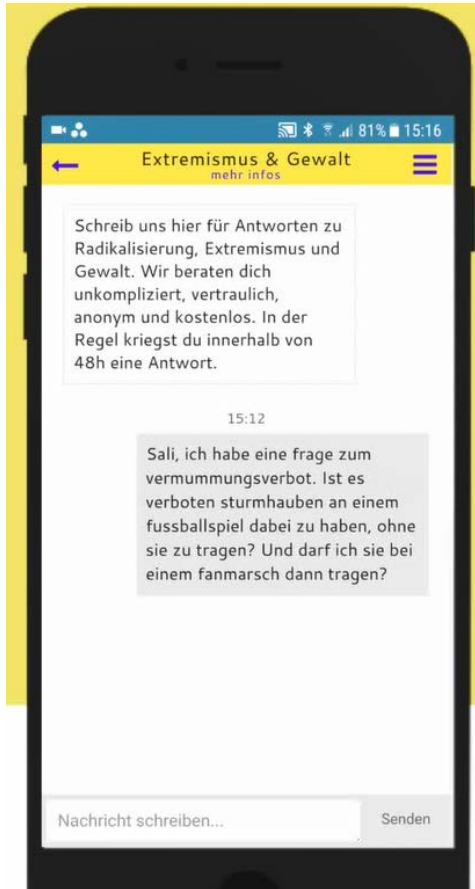 81% 15:16
Extremismus & Gewalt
mehr infos
Schreib uns hier für Antworten zu
Radikalisierung, Extremismus und
Gewalt. Wir beraten dich
unkompliziert, vertraulich,
anonym und kostenlos. In der
Regel kriegst du innerhalb von
48h eine Antwort.
15:12
Sali, ich habe eine frage zum
vermummungsverbot. Ist es
verboten sturmhauben an einem
fussballspiel dabei zu haben, ohne
sie zu tragen? Und darf ich sie bei
einem fanmarsch dann tragen?
Nachricht schreiben... Senden